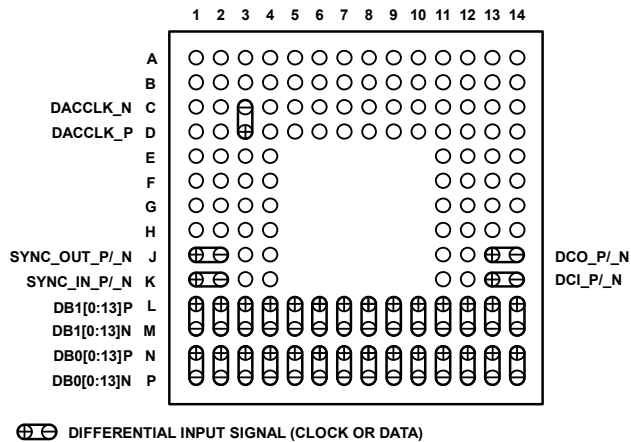 1 2 3 4 5 6 7 8 9 10 11 12 13 14
A
B
DACCLK_N C
DACCLK_P D
E
F
G
H
SYNC_OUT_P/_N J DCO_P/_N
SYNC_IN_P/_N K DCI_P/_N
DB1[0:13]P L
DB1[0:13]N M
DB0[0:13]P N
DB0[0:13]N P
DIFFERENTIAL INPUT SIGNAL (CLOCK OR DATA)